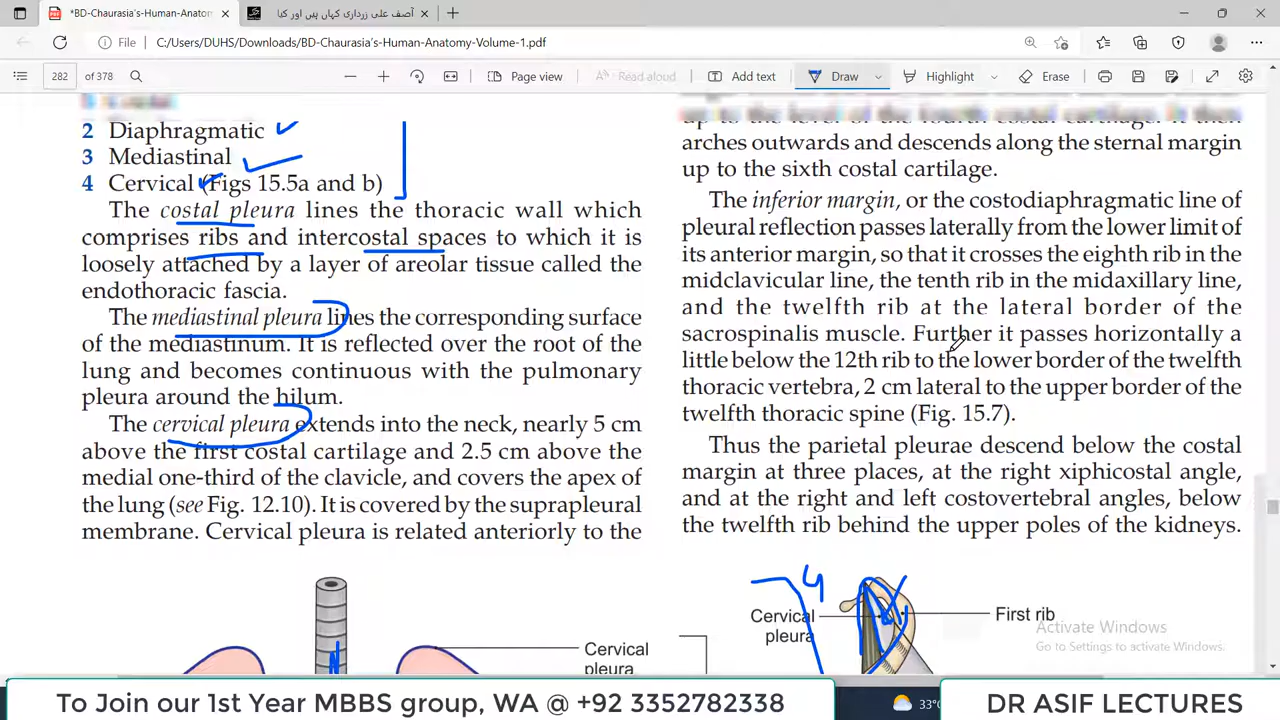 *BD-Chaurasia's-Human-Anatom
آصف علی زرداری کہاں ہیں اور کیا
File
C:/Users/DUHS/Downloads/BD-Chaurasia's-Human-Anatomy-Volume-1.pdf
282 of 378
Page view
Read aloud
Add text
Draw
Highlight
Erase
2 Diaphragmatic
3 Mediastinal
4 Cervical (Figs 15.5a and b)
The costal pleura lines the thoracic wall which
comprises ribs and intercostal spaces to which it is
loosely attached by a layer of areolar tissue called the
endothoracic fascia.
The mediastinal pleura lines the corresponding surface
of the mediastinum. It is reflected over the root of the
lung and becomes continuous with the pulmonary
pleura around the hilum.
The cervical pleura extends into the neck, nearly 5 cm
above the first costal cartilage and 2.5 cm above the
medial one-third of the clavicle, and covers the apex of
the lung (see Fig. 12.10). It is covered by the suprapleural
membrane. Cervical pleura is related anteriorly to the
Cervical
pleura
up to the level of the fourth costal cartilage. It then
arches outwards and descends along the sternal margin
up to the sixth costal cartilage.
The inferior margin, or the costodiaphragmatic line of
pleural reflection passes laterally from the lower limit of
its anterior margin, so that it crosses the eighth rib in the
midclavicular line, the tenth rib in the midaxillary line,
and the twelfth rib at the lateral border of the
sacrospinalis muscle. Further it passes horizontally a
little below the 12th rib to the lower border of the twelfth
thoracic vertebra, 2 cm lateral to the upper border of the
twelfth thoracic spine (Fig. 15.7).
Thus the parietal pleurae descend below the costal
margin at three places, at the right xiphicostal angle,
and at the right and left costovertebral angles, below
the twelfth rib behind the upper poles of the kidneys.
Cervical
pleura
First rib
Activate Windows
Go to Settings to activate Windows.
To Join our 1st Year MBBS group, WA @ +92 3352782338
33°
DR ASIF LECTURES